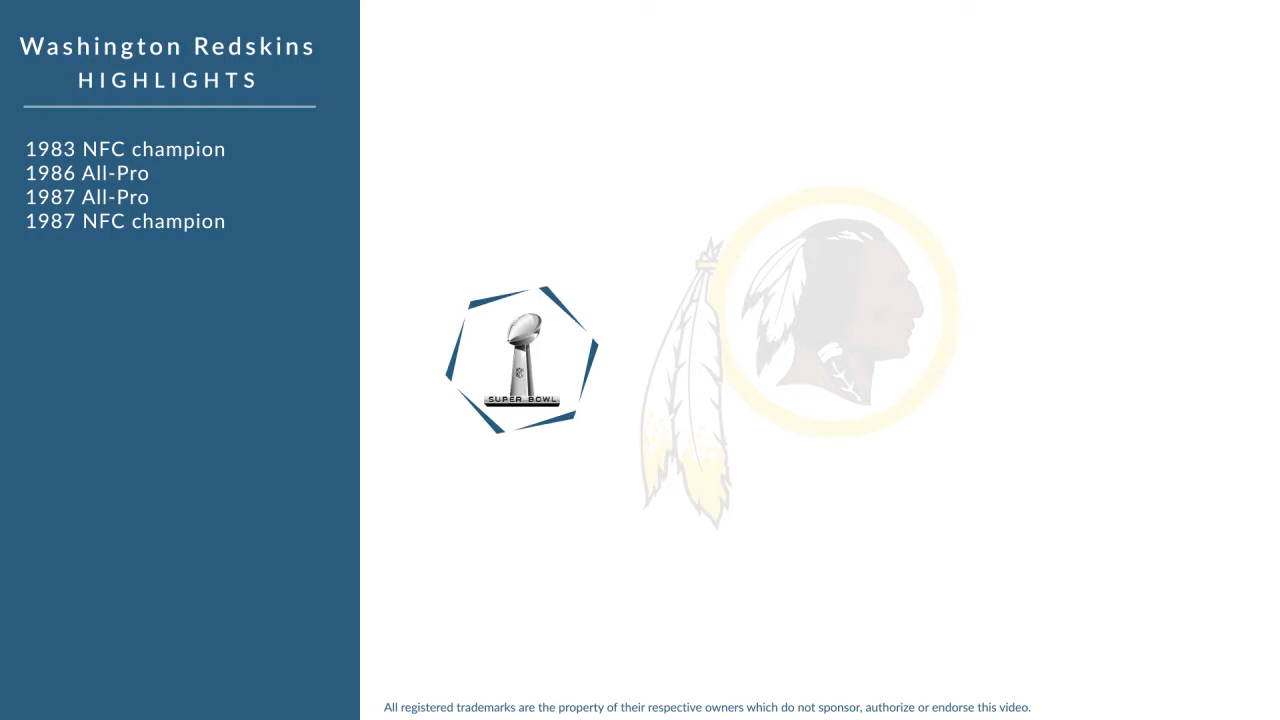 Washington Redskins
HIGHLIGHTS
1983 NFC champion
1986 All-Pro
1987 All-Pro
1987 NFC champion
SUPER BOWL
All registered trademarks are the property of their respective owners which do not sponsor, authorize or endorse this video.